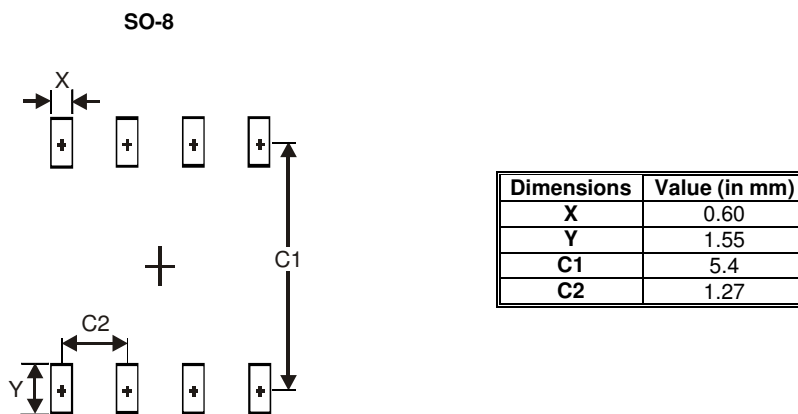 SO-8
X
C1
C2
Y
Dimensions Value (in mm)
X 0.60
Y 1.55
C1 5.4
C2 1.27